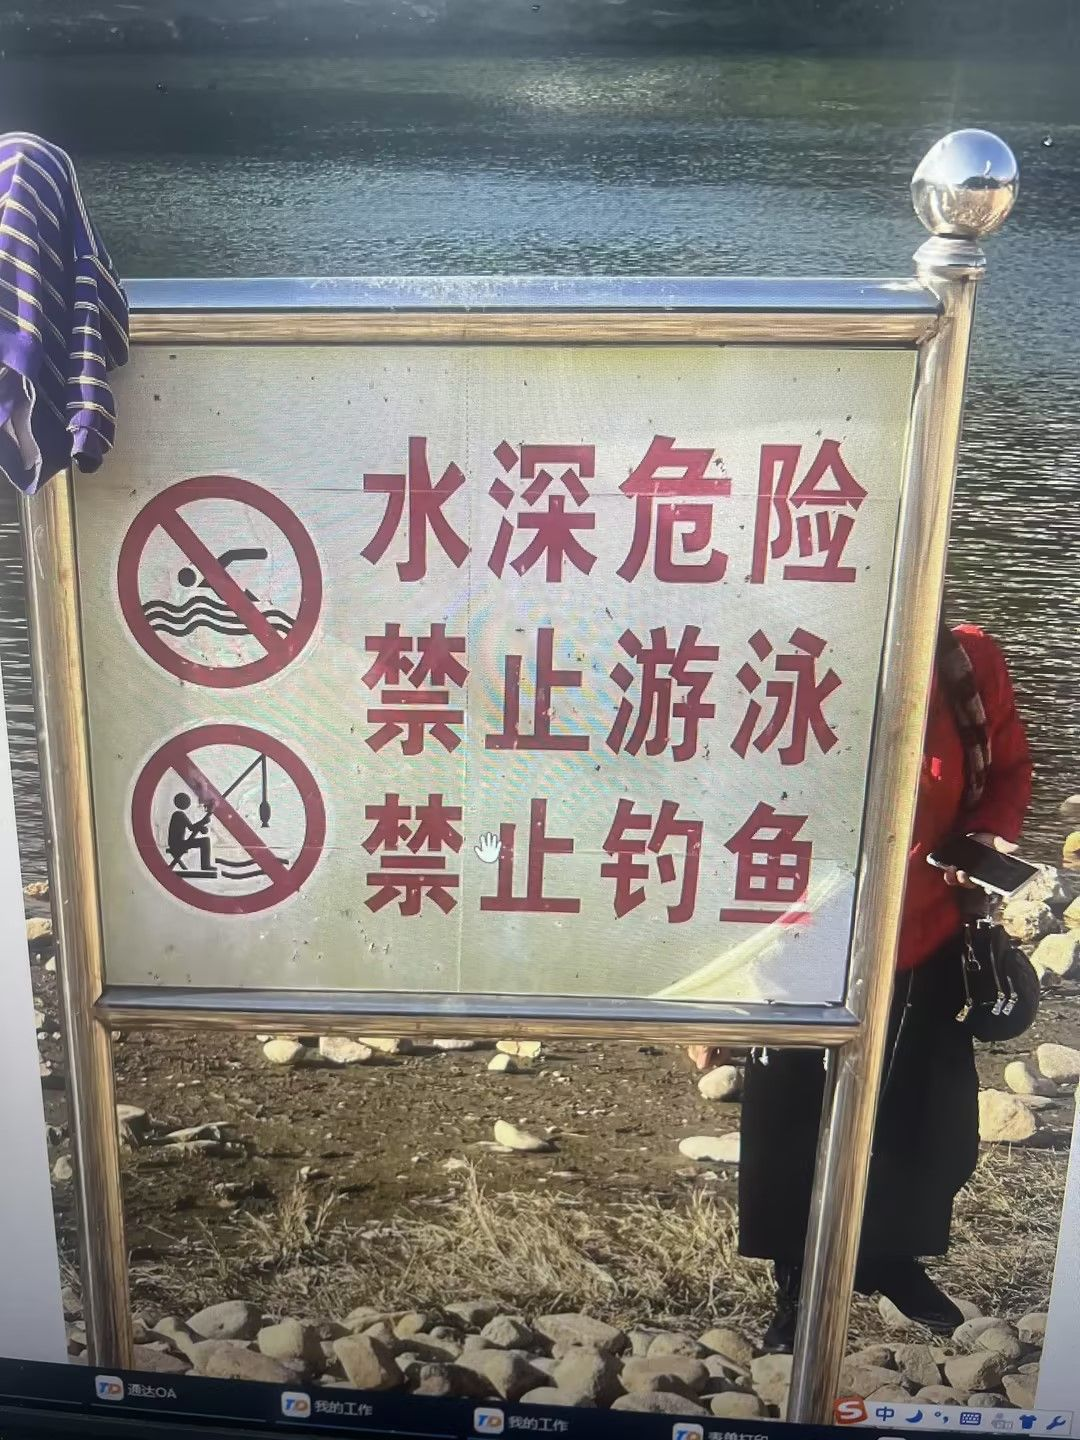 水深危险
禁止游泳
禁止钓鱼
通达OA
我的工作
我的工作
中